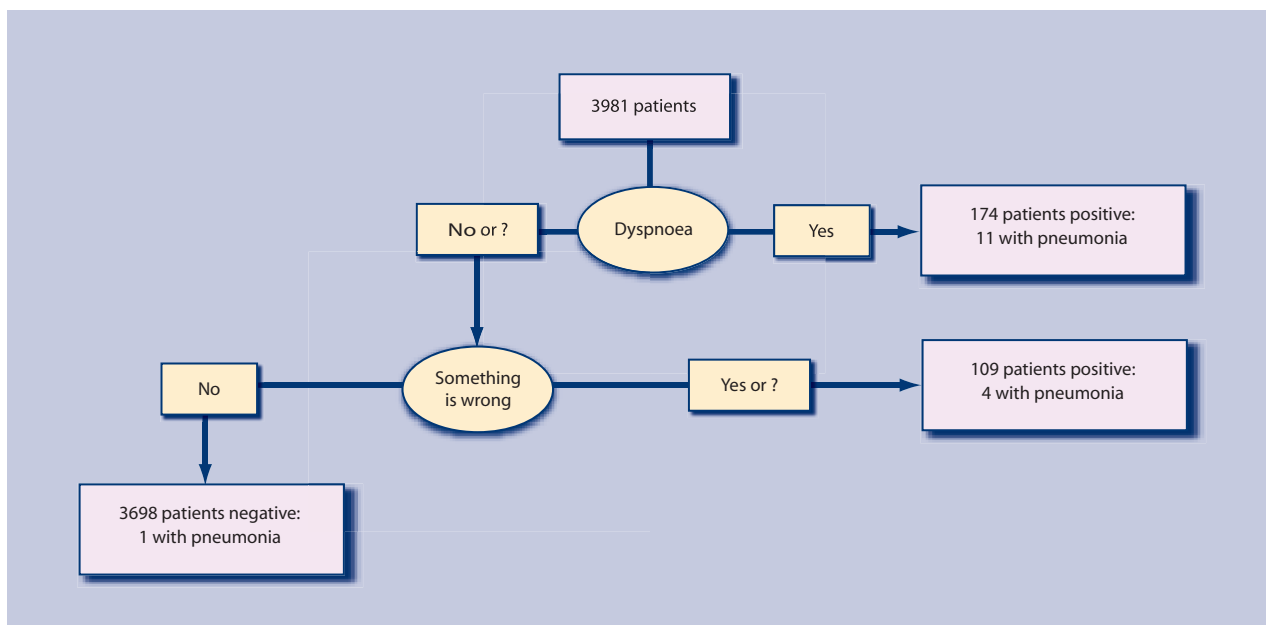 3981 patients
No or ?
Dyspnoea
Yes
174 patients positive:
11 with pneumonia
No
Something
is wrong
Yes or ?
109 patients positive:
4 with pneumonia
3698 patients negative:
1 with pneumonia